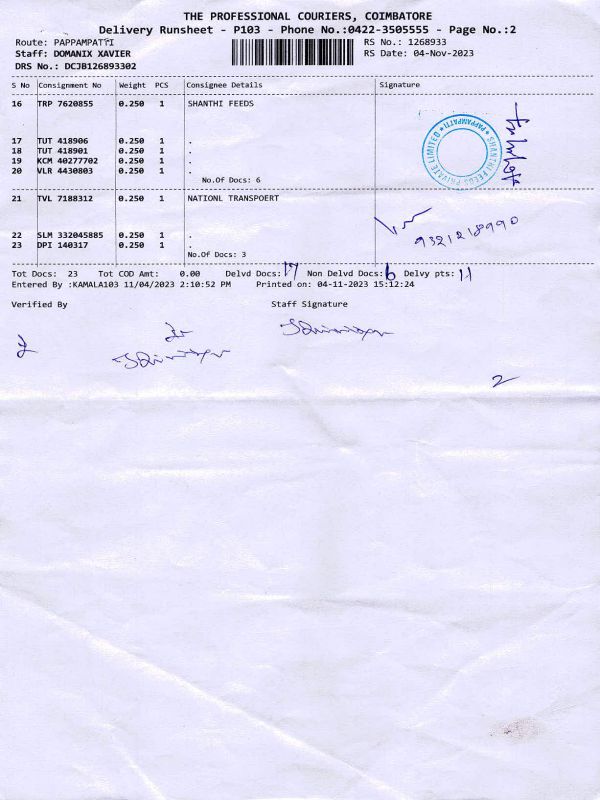 THE PROFESSIONAL COURIERS, COIMBATORE
Delivery Runsheet - P103 - Phone No.:0422-3505555 - Page No.:2
Route: PAPPAMPATTI RS No.: 1268933
Staff: DOMANIX XAVIER RS Date: 04-Nov-2023
DRS No.: DCJB126893302
S No Consignment No Weight PCS Consignee Details Signature
16 TRP 7620855 0.250 1 SHANTHI FEEDS
SHANTHI FEEDS PRIVATE LIMITED * PAPPAMPATTI *
17 TUT 418906 0.250 1 .
18 TUT 418901 0.250 1 .
19 KCM 40277702 0.250 1 .
20 VLR 4430803 0.250 1 .
No.Of Docs: 6
21 TVL 7188312 0.250 1 NATIONL TRANSPOERT
9321218990
22 SLM 332045885 0.250 1 .
23 DPI 140317 0.250 1 .
No.Of Docs: 3
Tot Docs: 23 Tot COD Amt: 0.00 Delvd Docs: 17 Non Delvd Docs: 6 Delvy pts: 11
Entered By :KAMALA103 11/04/2023 2:10:52 PM Printed on: 04-11-2023 15:12:24
Verified By Staff Signature
2